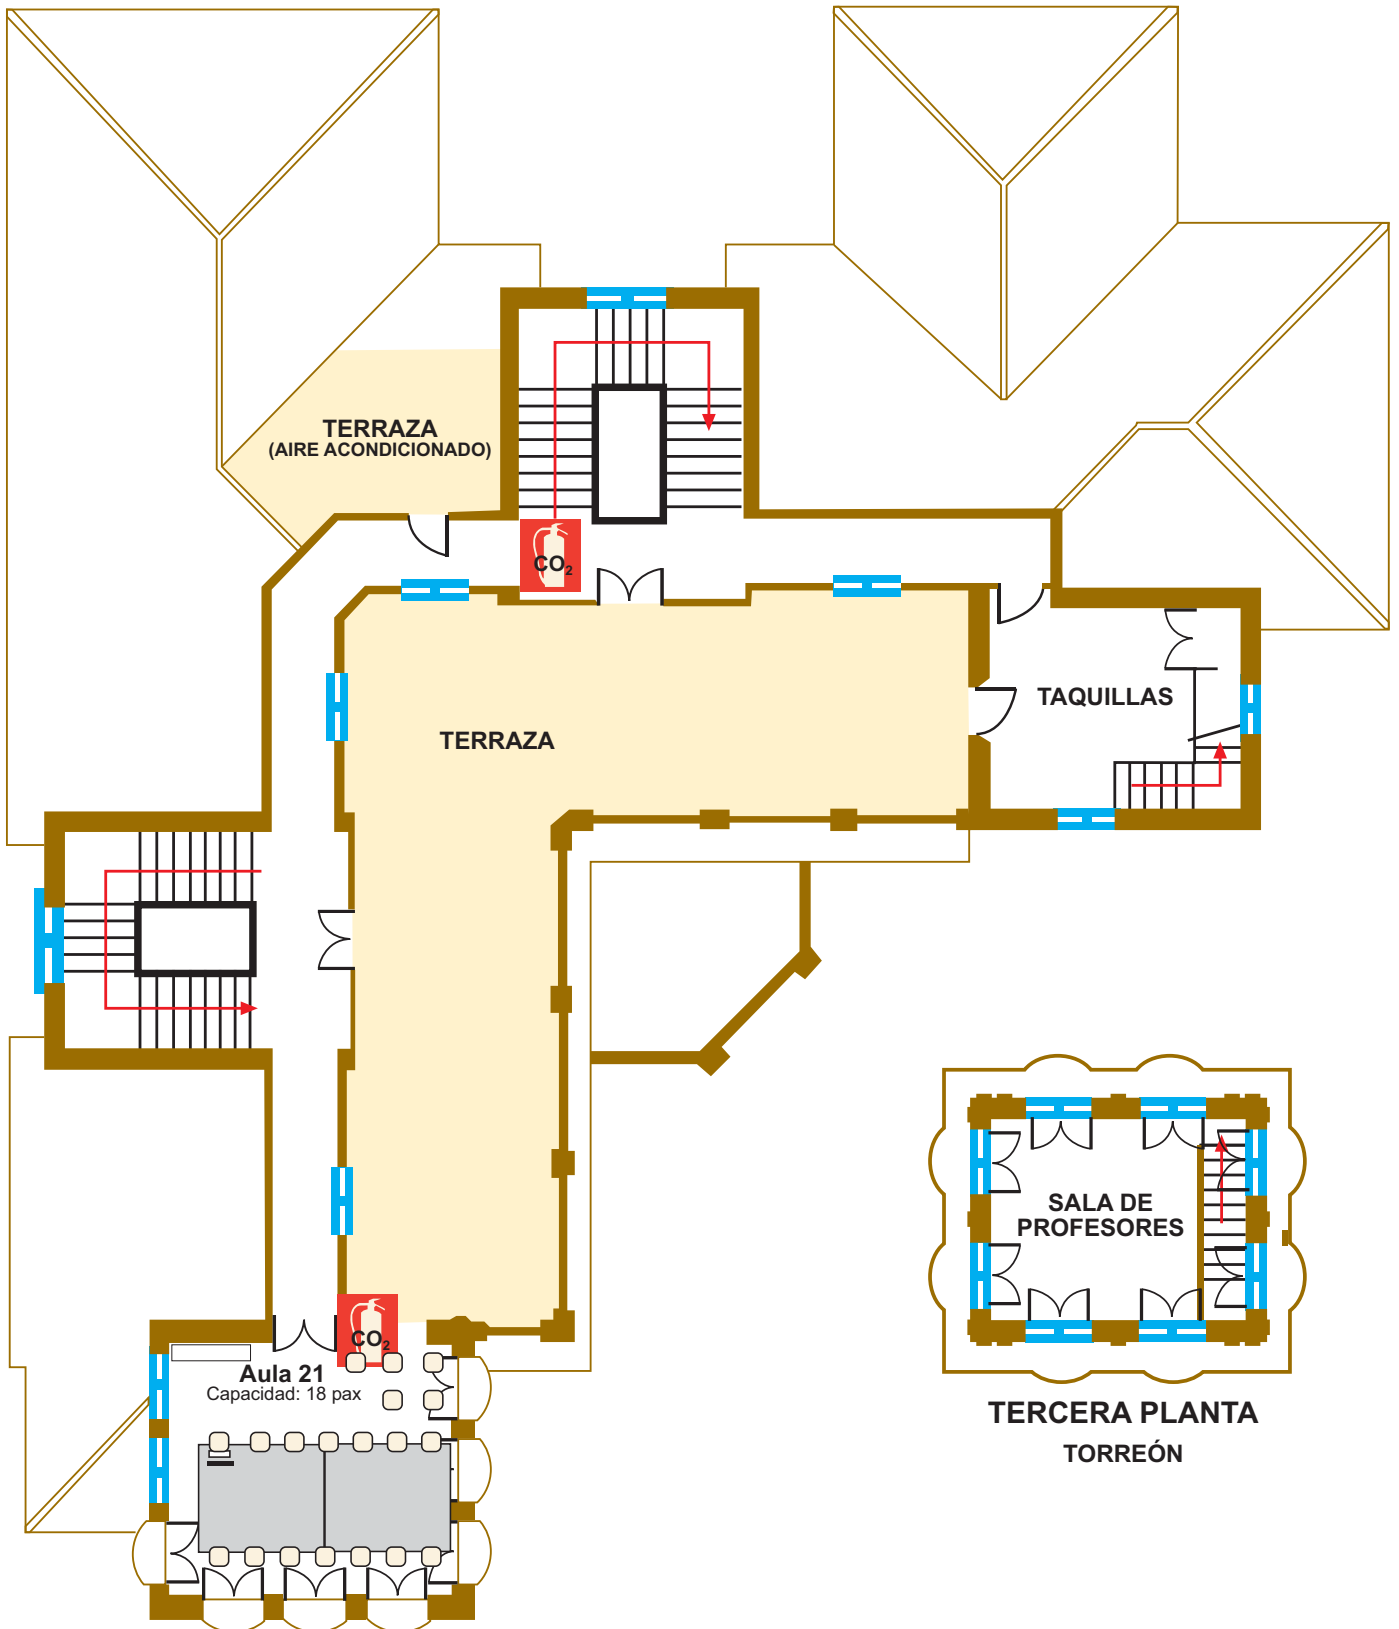 TERRAZA
(AIRE ACONDICIONADO)
CO₂
TAQUILLAS
TERRAZA
SALA DE
PROFESORES
CO₂
Aula 21
Capacidad: 18 pax
TERCERA PLANTA
TORREÓN